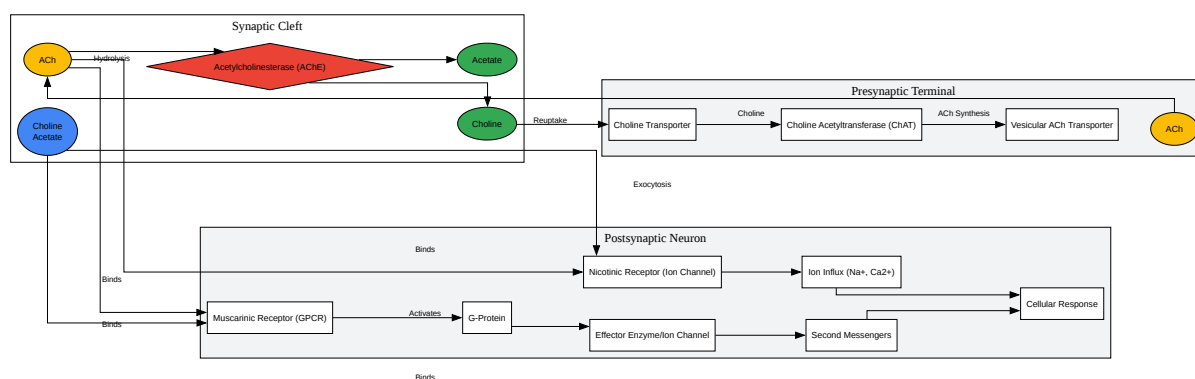 Synaptic Cleft
ACh
Hydrolysis
Acetylcholinesterase (AChE)
Acetate
Choline
Acetate
Choline
Reuptake
Presynaptic Terminal
Choline Transporter
Choline
Choline Acetyltransferase (ChAT)
ACh Synthesis
Vesicular ACh Transporter
ACh
Exocytosis
Postsynaptic Neuron
Binds
Binds
Nicotinic Receptor (Ion Channel)
Ion Influx (Na+, Ca2+)
Cellular Response
Binds
Muscarinic Receptor (GPCR)
Activates
G-Protein
Effector Enzyme/Ion Channel
Second Messengers
Binds